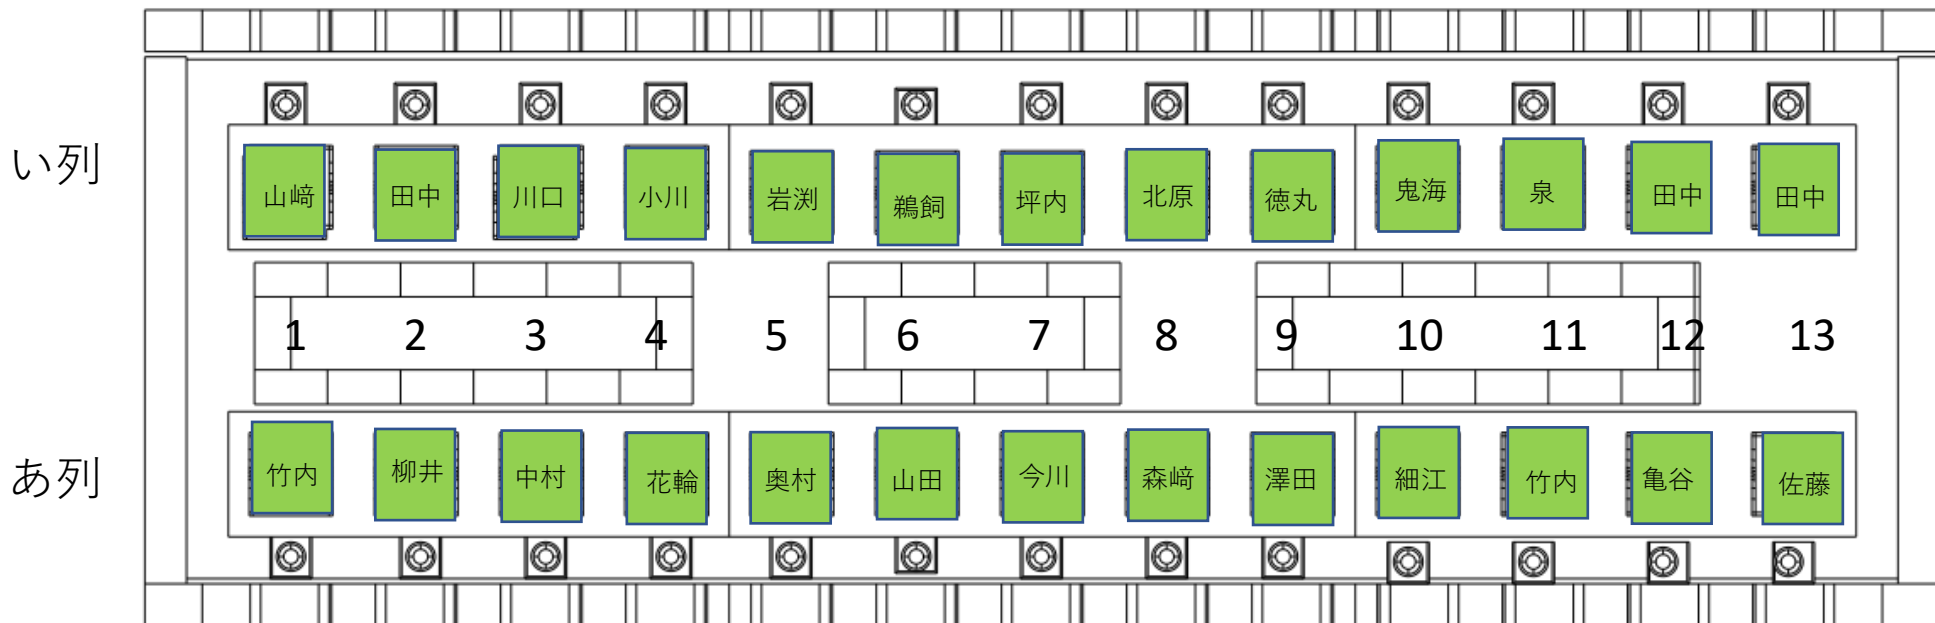 い列
山﨑 田中 川口 小川 岩渕 鵜飼 坪内 北原 徳丸 鬼海 泉 田中 田中
1 2 3 4 5 6 7 8 9 10 11 12 13
あ列
竹内 柳井 中村 花輪 奥村 山田 今川 森﨑 澤田 細江 竹内 亀谷 佐藤